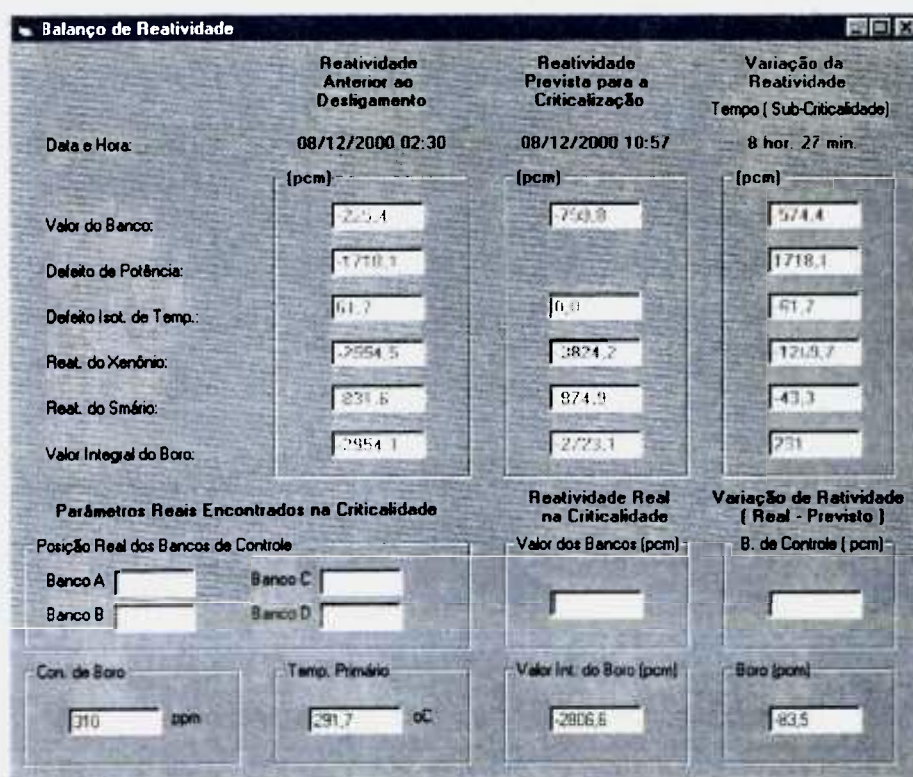 Balanço de Reatividade
Reatividade Anterior ao Desligamento
Reatividade Prevista para a Criticalização
Variação da Reatividade
Tempo ( Sub-Criticalidade)
Data e Hora: 08/12/2000 02:30 08/12/2000 10:57 8 hor. 27 min.
(pcm) (pcm) (pcm)
Valor do Banco:
Defeito de Potência: -1718,1 1718,1
Defeito Isot. de Temp.: 61,7 0,0 -61,7
Reat. do Xenônio: -2554,5 -3824,2
Reat. do Smário: -831,6 -874,9 -43,3
Valor Integral do Boro: -2954,1 -2723,1 231
Parâmetros Reais Encontrados na Criticalidade
Reatividade Real na Criticalidade
Variação de Ratividade ( Real - Previsto )
Posição Real dos Bancos de Controle
Valor dos Bancos (pcm)
B. de Controle ( pcm)
Banco A Banco C
Banco B Banco D
Con. de Boro Temp. Primário Valor Int. do Boro (pcm) Boro (pcm)
310 ppm 291,7 oC -2806,6 -83,5